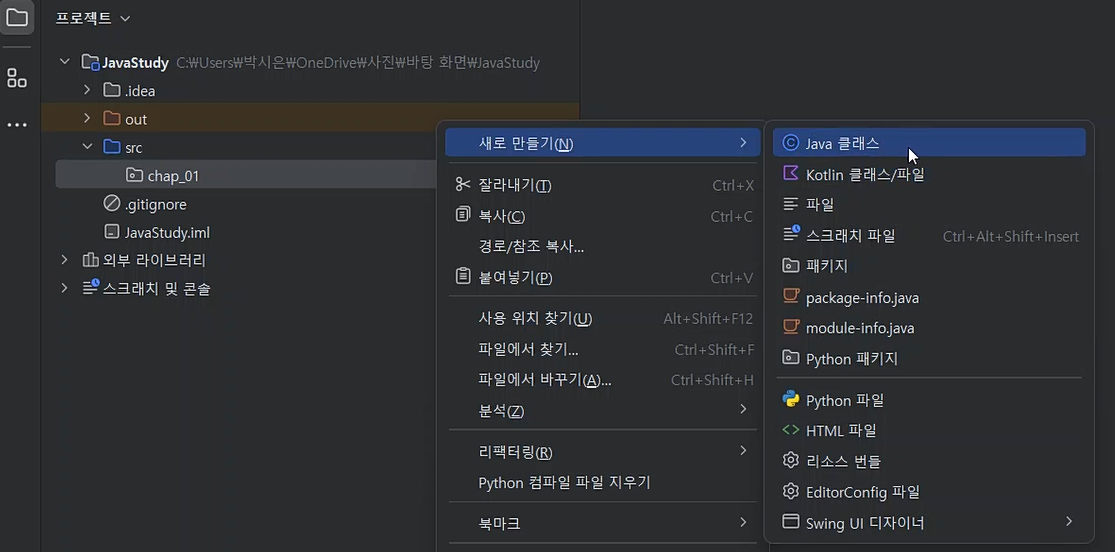 프로젝트
JavaStudy C:₩Users₩박시은₩OneDrive₩사진₩바탕 화면₩JavaStudy
.idea
out
src
chap_01
.gitignore
JavaStudy.iml
외부 라이브러리
스크래치 및 콘솔
새로 만들기(N)
잘라내기(T) Ctrl+X
복사(C) Ctrl+C
경로/참조 복사...
붙여넣기(P) Ctrl+V
사용 위치 찾기(U) Alt+Shift+F12
파일에서 찾기... Ctrl+Shift+F
파일에서 바꾸기(A)... Ctrl+Shift+H
분석(Z)
리팩터링(R)
Python 컴파일 파일 지우기
북마크
Java 클래스
Kotlin 클래스/파일
파일
스크래치 파일 Ctrl+Alt+Shift+Insert
패키지
package-info.java
module-info.java
Python 패키지
Python 파일
HTML 파일
리소스 번들
EditorConfig 파일
Swing UI 디자이너